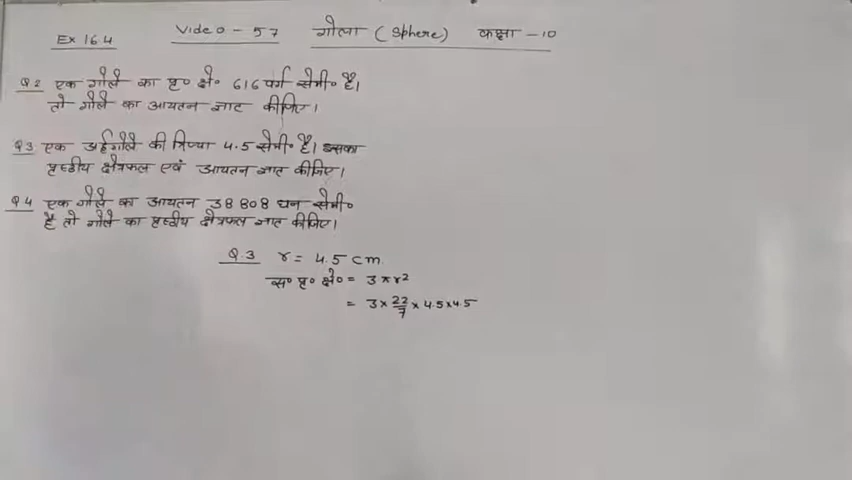 Ex 16.4 Video - 57 गोला (Sphere) कक्षा - 10
Q 2 एक गोले का पृ० क्षे० 616 वर्ग सेमी० है।
तो गोले का आयतन ज्ञात कीजिए।
Q 3 एक अर्द्धगोले की त्रिज्या 4.5 सेमी० है। इसका
पृष्ठीय क्षेत्रफल एवं आयतन ज्ञात कीजिए।
Q 4 एक गोले का आयतन 38808 घन सेमी०
है तो गोले का पृष्ठीय क्षेत्रफल ज्ञात कीजिए।
Q.3 r = 4.5 cm.
स० पृ० क्षे० = 3πr²
= 3 × 22/7 × 4.5 × 4.5